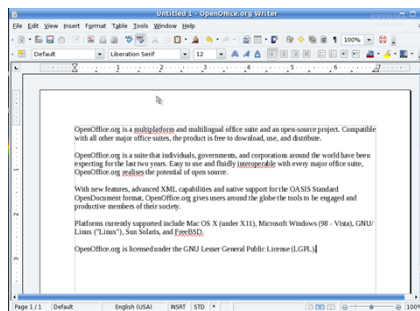 Untitled 1 - OpenOffice.org Writer
File Edit View Insert Format Table Tools Window Help
100%
Default Liberation Serif 12
OpenOffice.org is a multiplatform and multilingual office suite and an open-source project. Compatible
with all other major office suites, the product is free to download, use, and distribute.
OpenOffice.org is a suite that individuals, governments, and corporations around the world have been
expecting for the last two years. Easy to use and fluidly interoperable with every major office suite,
OpenOffice.org realises the potential of open source.
With new features, advanced XML capabilities and native support for the OASIS Standard
OpenDocument format, OpenOffice.org gives users around the globe the tools to be engaged and
productive members of their society.
Platforms currently supported include Mac OS X (under X11), Microsoft Windows (98 - Vista), GNU/
Linux ("Linux"), Sun Solaris, and FreeBSD.
OpenOffice.org is licensed under the GNU Lesser General Public License (LGPL).
Page 1 / 1 Default English (USA) INSRT STD * 100%